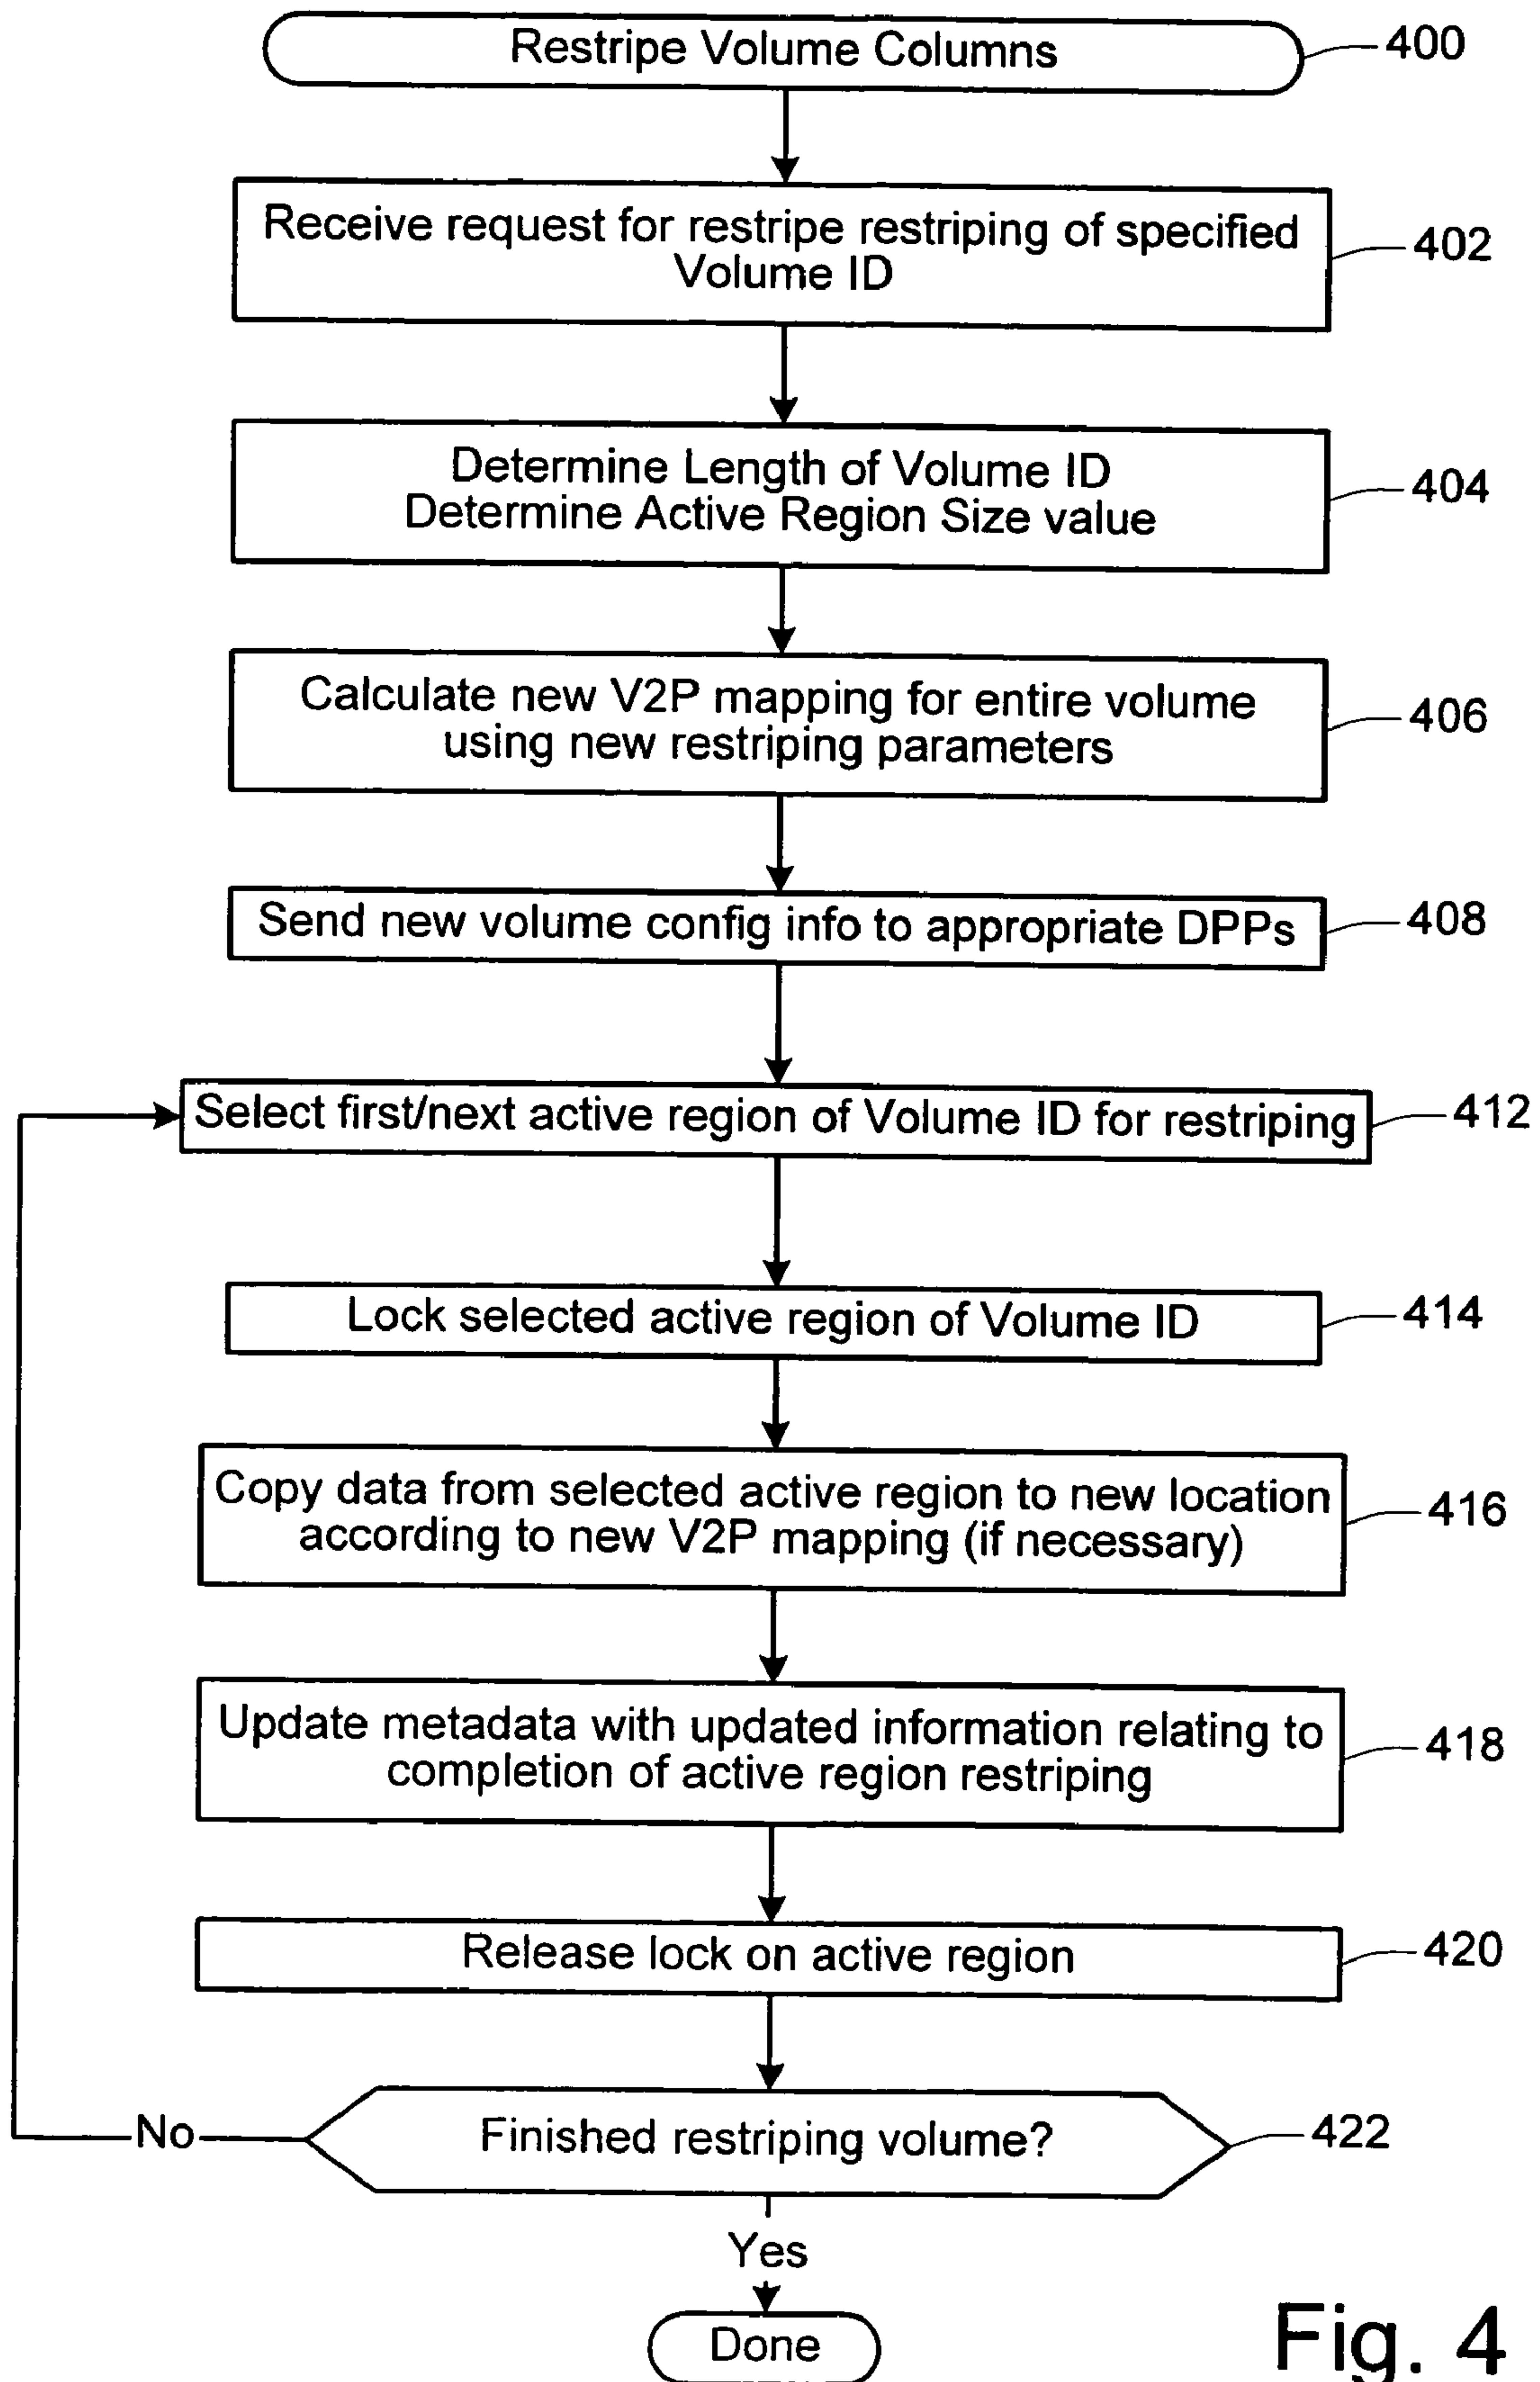 Restripe Volume Columns
400
Receive request for restripe restriping of specified
Volume ID
402
Determine Length of Volume ID
Determine Active Region Size value
404
Calculate new V2P mapping for entire volume
using new restriping parameters
406
Send new volume config info to appropriate DPPs
408
Select first/next active region of Volume ID for restriping
412
Lock selected active region of Volume ID
414
Copy data from selected active region to new location
according to new V2P mapping (if necessary)
416
Update metadata with updated information relating to
completion of active region restriping
418
Release lock on active region
420
No
Finished restriping volume?
422
Yes
Done
Fig. 4